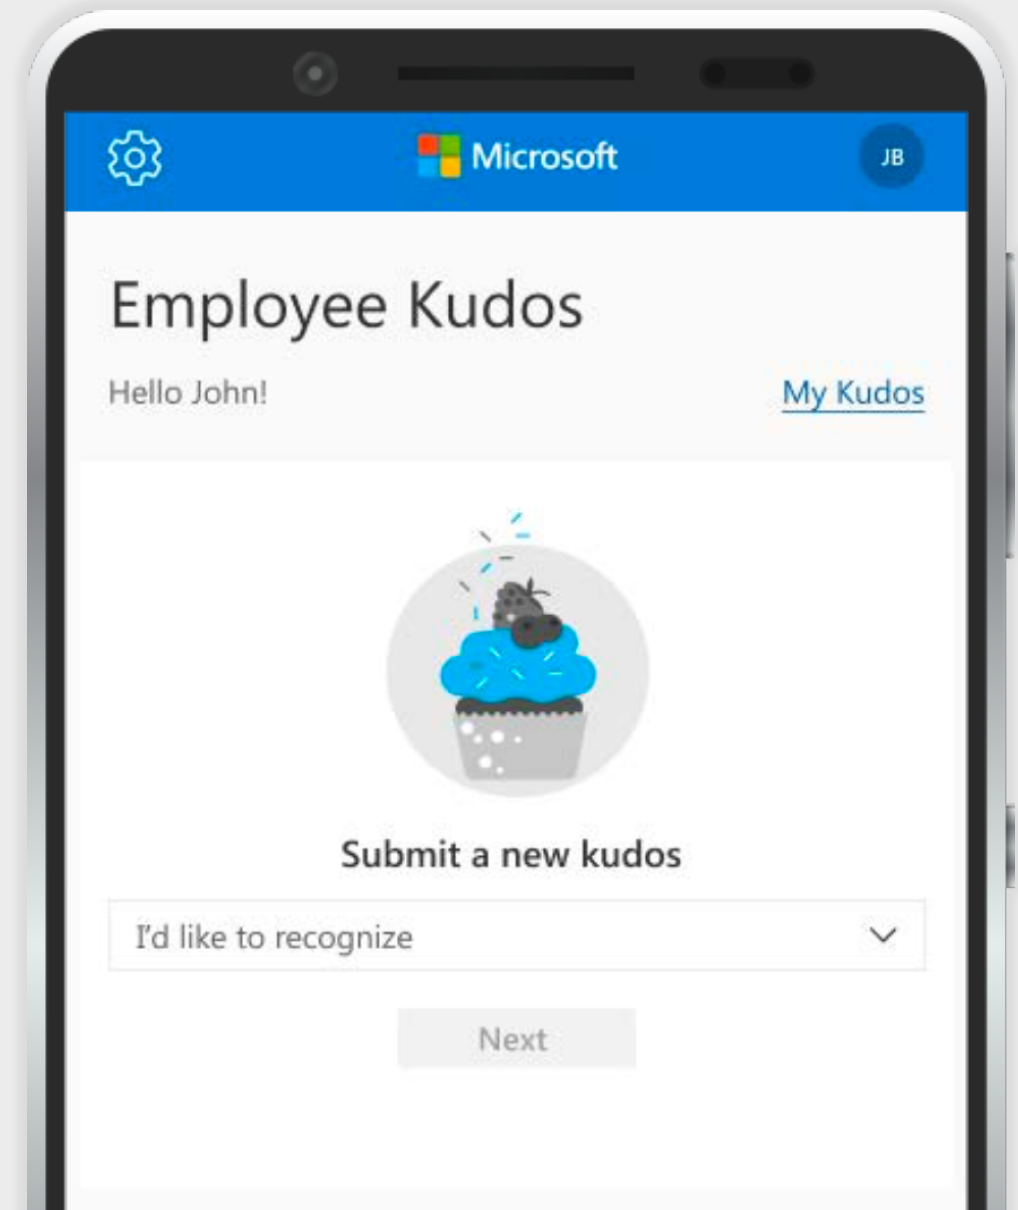 Microsoft
JB
Employee Kudos
Hello John!
My Kudos
Submit a new kudos
I'd like to recognize
Next